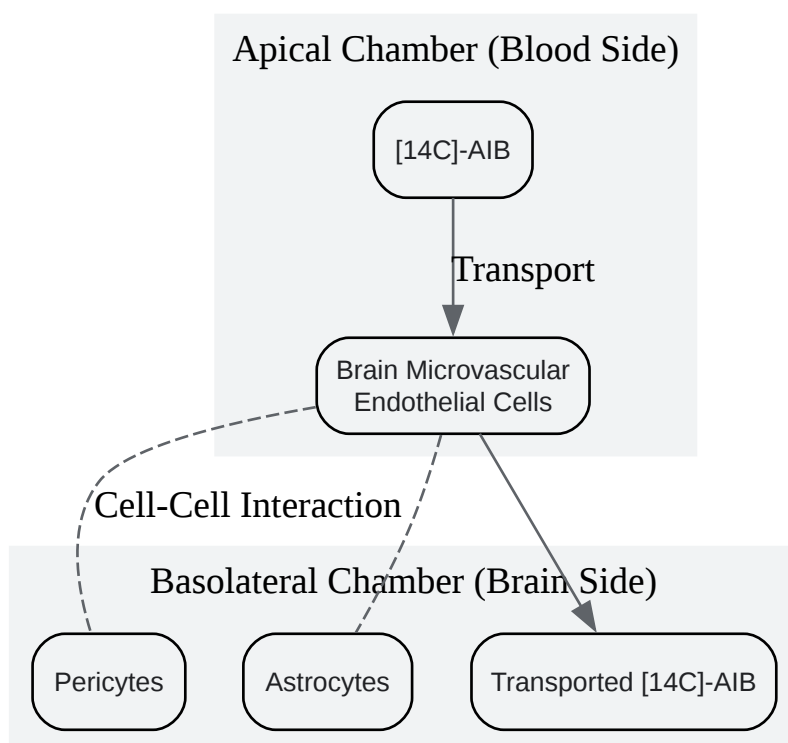 Apical Chamber (Blood Side)
[14C]-AIB
Transport
Brain Microvascular
Endothelial Cells
Cell-Cell Interaction
Basolateral Chamber (Brain Side)
Pericytes
Astrocytes
Transported [14C]-AIB